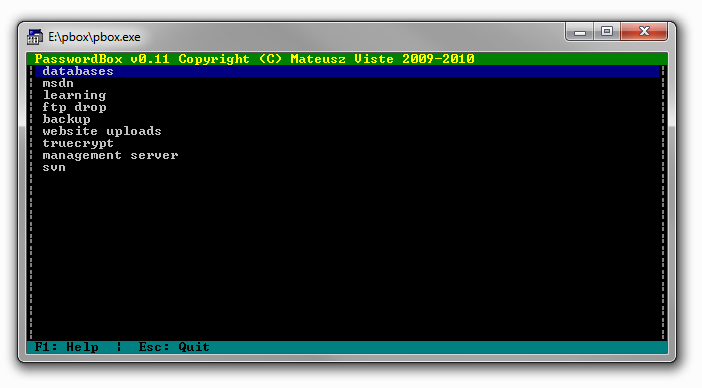 E:\pbox\pbox.exe
PasswordBox v0.11 Copyright (C) Mateusz Viste 2009-2010
databases
msdn
learning
ftp drop
backup
website uploads
truecrypt
management server
svn
F1: Help ¦ Esc: Quit